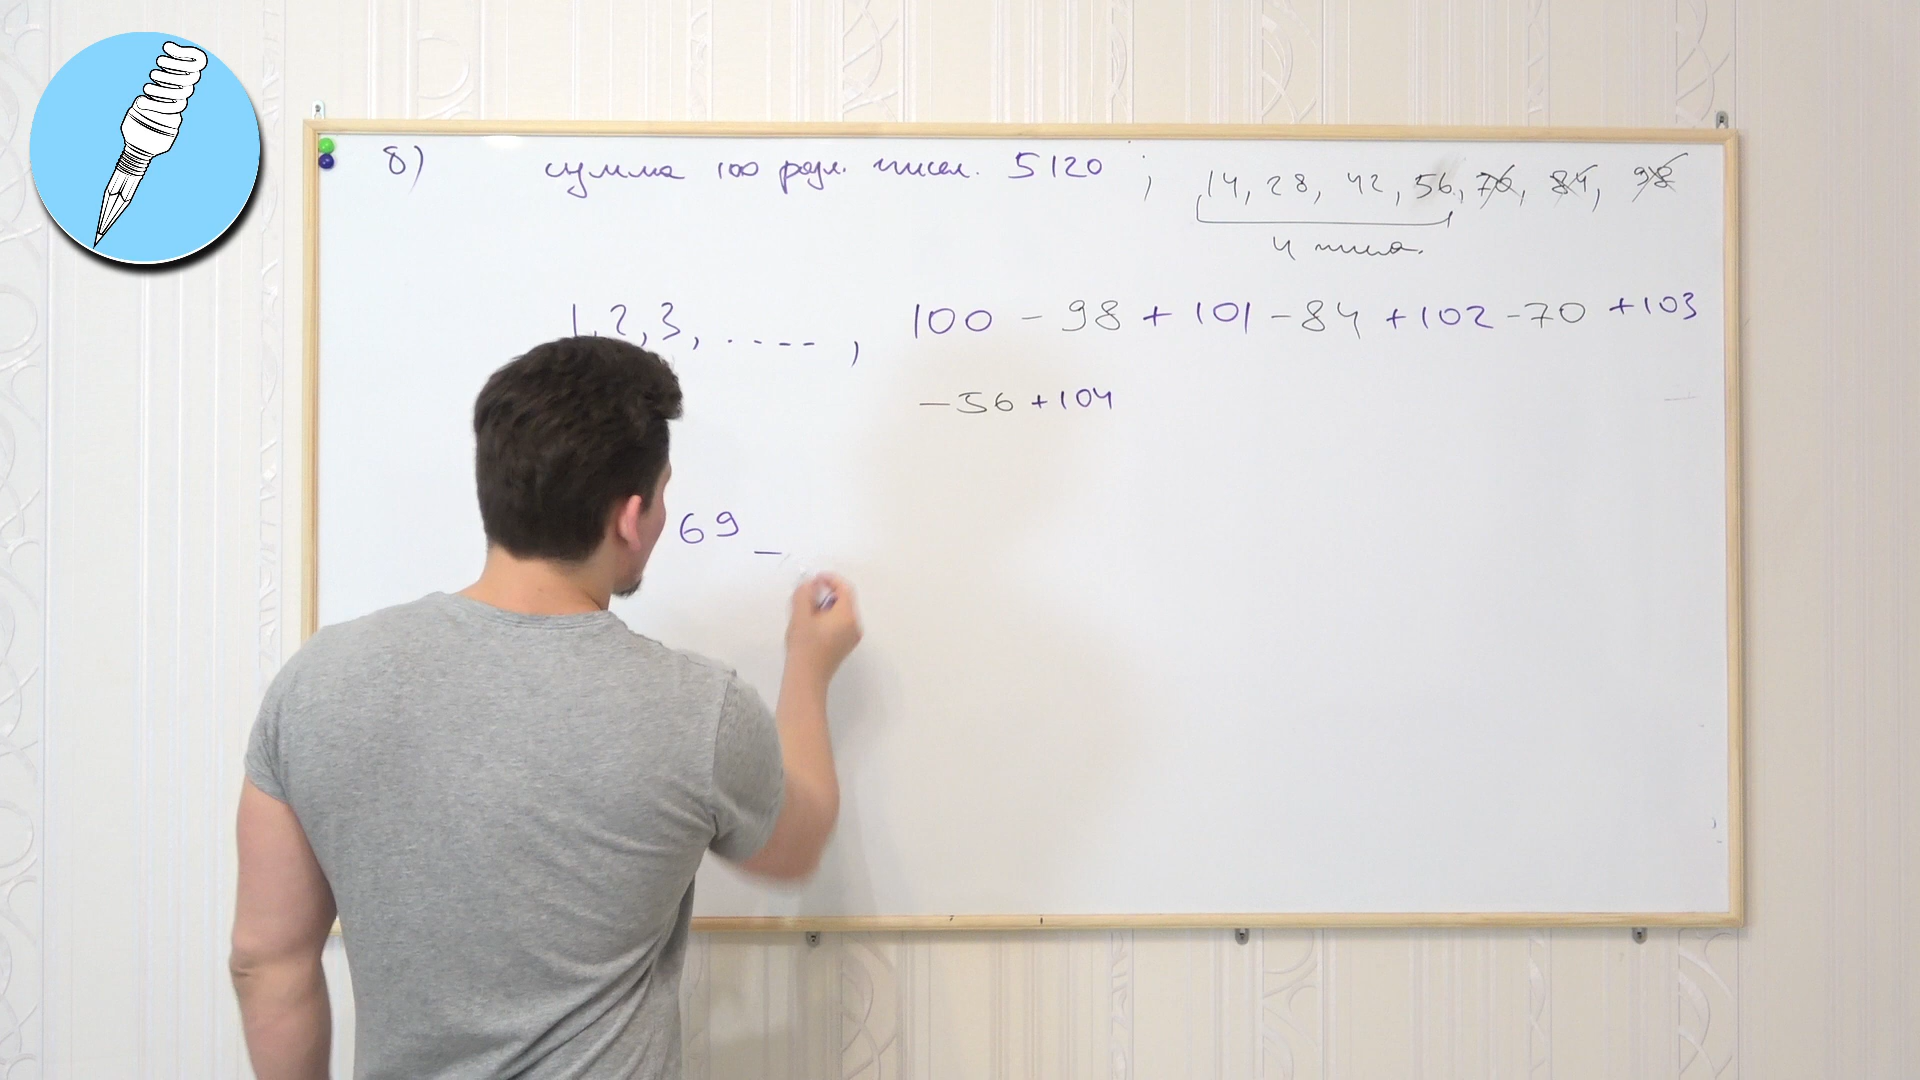 б) сумма 100 разл. чисел. 5120 ; 14, 28, 42, 56, 70, 84, 98
4 числа.
1, 2, 3, ...., 100 - 98 + 101 - 84 + 102 - 70 + 103
- 56 + 104
69 -